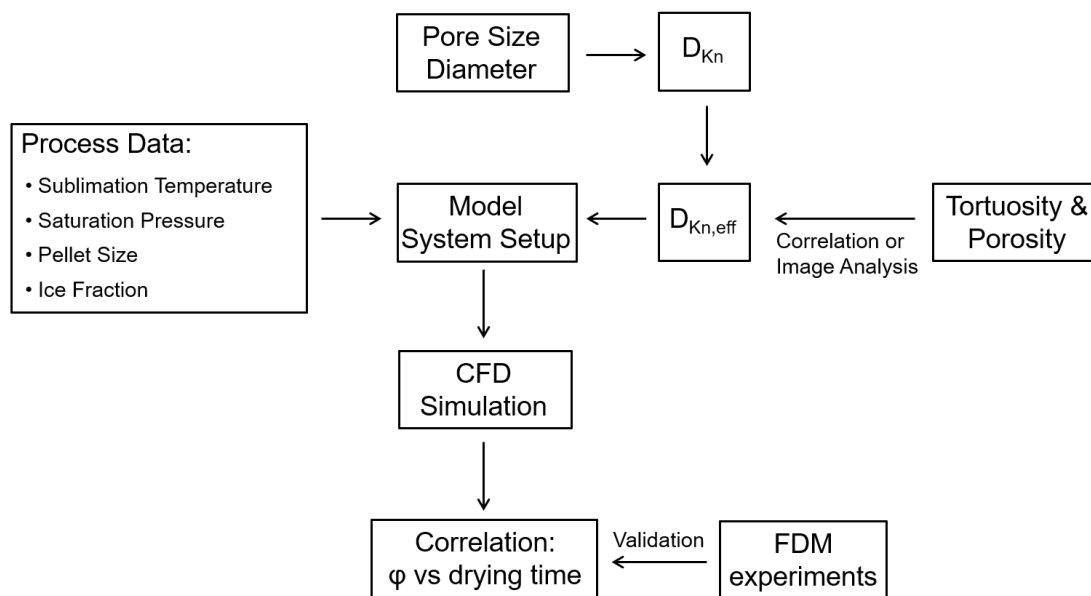 Pore Size
Diameter
D_Kn
Process Data:
• Sublimation Temperature
• Saturation Pressure
• Pellet Size
• Ice Fraction
Model
System Setup
D_Kn,eff
Correlation or
Image Analysis
Tortuosity &
Porosity
CFD
Simulation
Correlation:
φ vs drying time
Validation
FDM
experiments